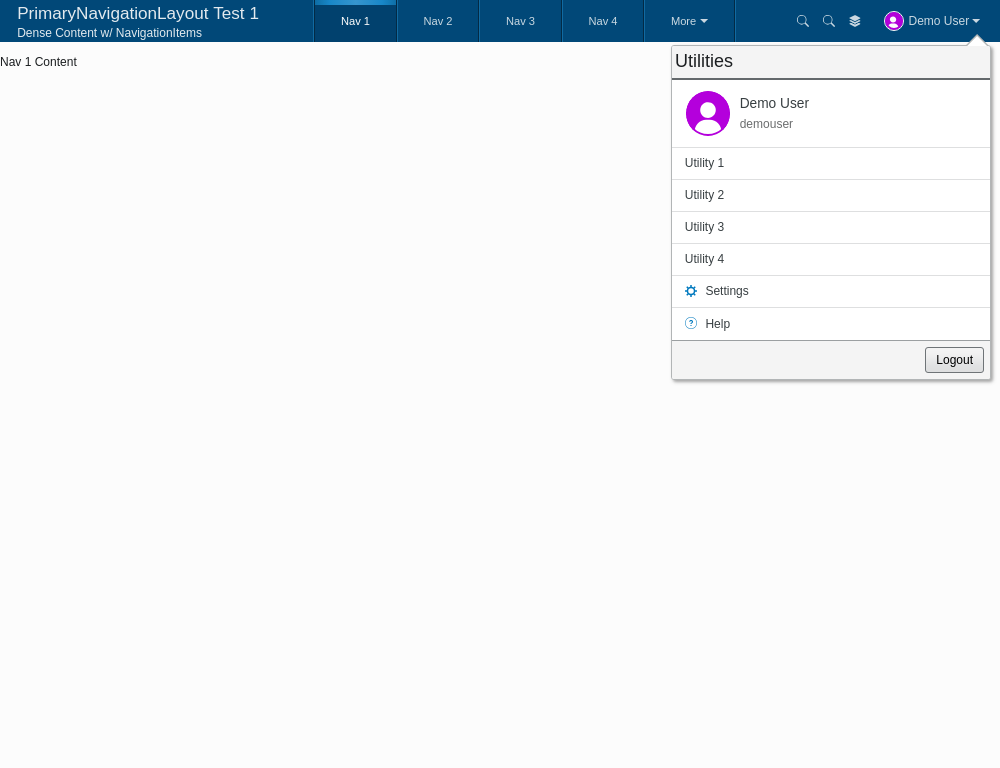 PrimaryNavigationLayout Test 1
Dense Content w/ NavigationItems
Nav 1
Nav 2
Nav 3
Nav 4
More
Demo User
Nav 1 Content
Utilities
Demo User
demouser
Utility 1
Utility 2
Utility 3
Utility 4
Settings
? Help
Logout